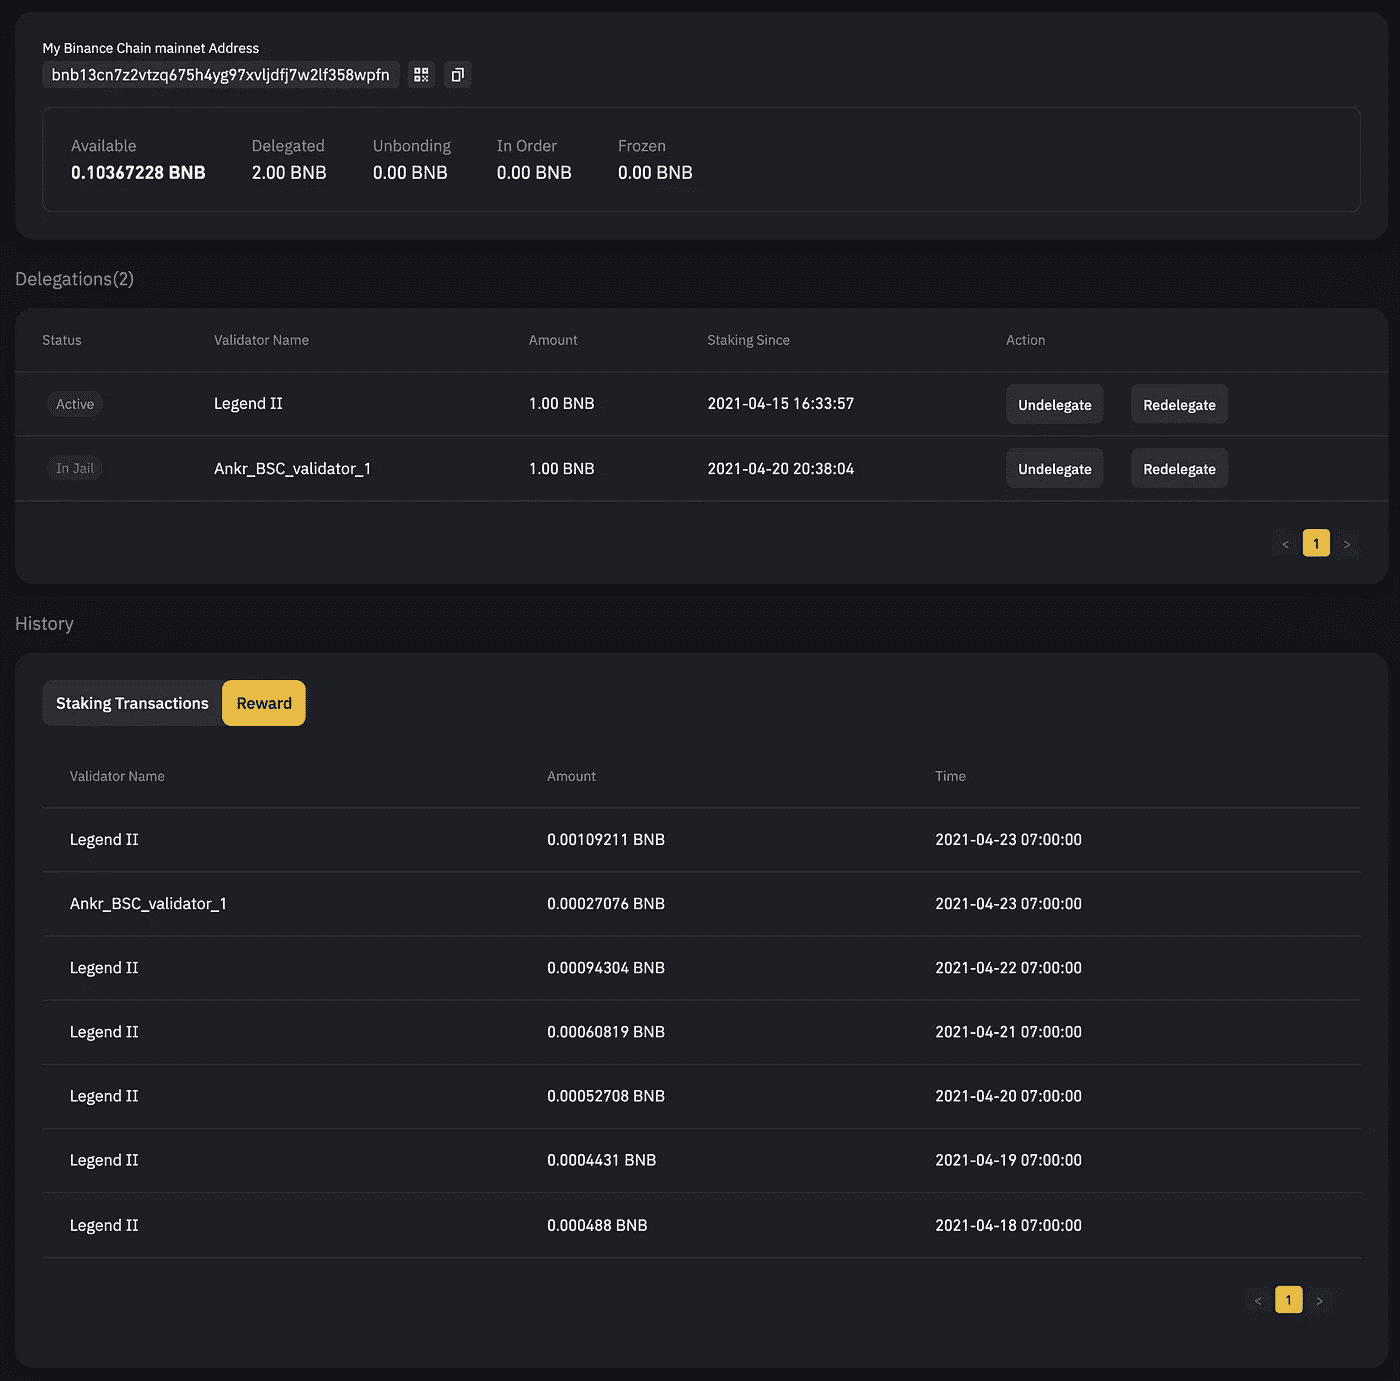 My Binance Chain mainnet Address
bnb13cn7z2vtzq675h4yg97xvljdfj7w2lf358wpfn
Available Delegated Unbonding In Order Frozen
0.10367228 BNB 2.00 BNB 0.00 BNB 0.00 BNB 0.00 BNB
Delegations(2)
Status Validator Name Amount Staking Since Action
Active Legend II 1.00 BNB 2021-04-15 16:33:57 Undelegate Redelegate
In Jail Ankr_BSC_validator_1 1.00 BNB 2021-04-20 20:38:04 Undelegate Redelegate
< 1 >
History
Staking Transactions Reward
Validator Name Amount Time
Legend II 0.00109211 BNB 2021-04-23 07:00:00
Ankr_BSC_validator_1 0.00027076 BNB 2021-04-23 07:00:00
Legend II 0.00094304 BNB 2021-04-22 07:00:00
Legend II 0.00060819 BNB 2021-04-21 07:00:00
Legend II 0.00052708 BNB 2021-04-20 07:00:00
Legend II 0.0004431 BNB 2021-04-19 07:00:00
Legend II 0.000488 BNB 2021-04-18 07:00:00
< 1 >